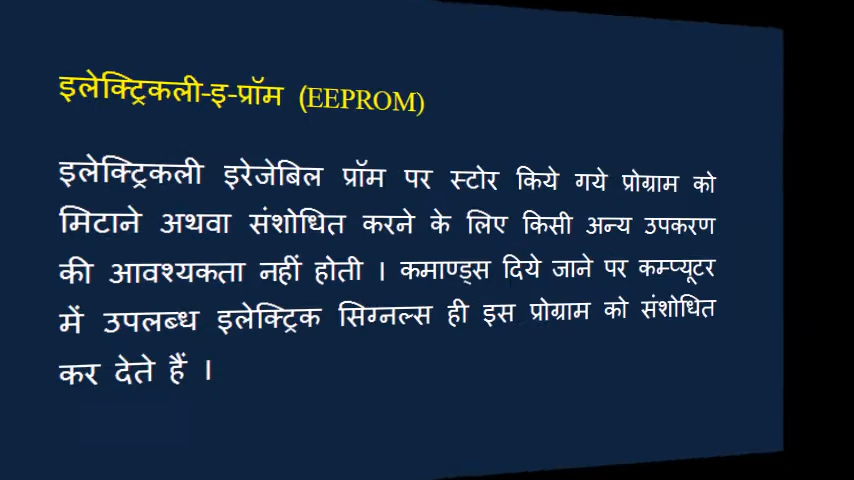 इलेक्ट्रिकली-इ-प्रॉम (EEPROM)
इलेक्ट्रिकली इरेजेबिल प्रॉम पर स्टोर किये गये प्रोग्राम को
मिटाने अथवा संशोधित करने के लिए किसी अन्य उपकरण
की आवश्यकता नहीं होती । कमाण्ड्स दिये जाने पर कम्प्यूटर
में उपलब्ध इलेक्ट्रिक सिग्नल्स ही इस प्रोग्राम को संशोधित
कर देते हैं ।